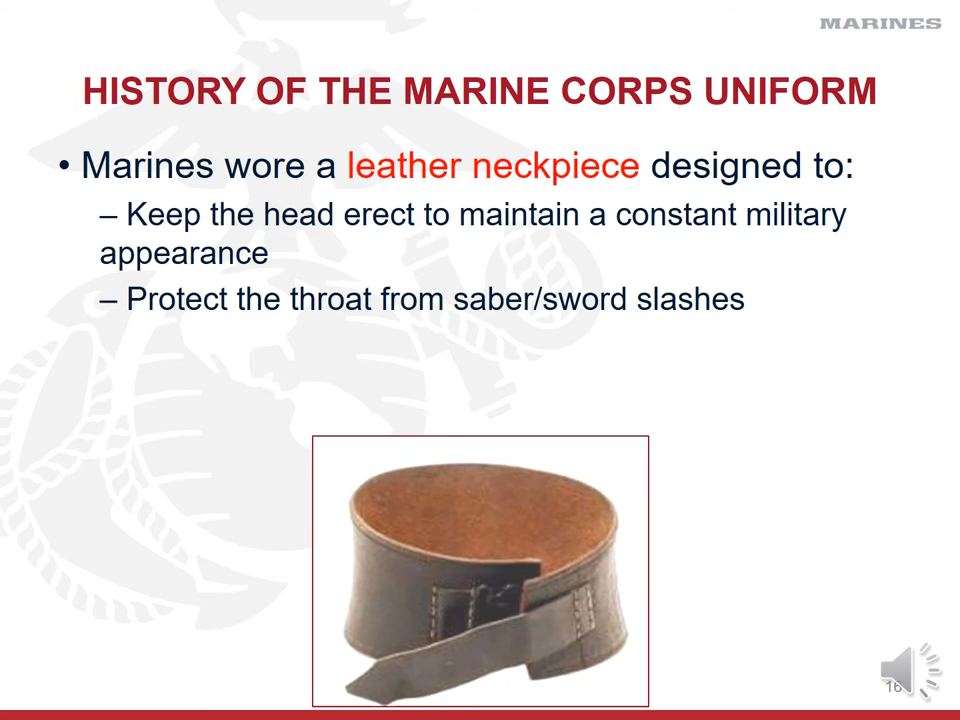 MARINES
HISTORY OF THE MARINE CORPS UNIFORM
• Marines wore a leather neckpiece designed to:
– Keep the head erect to maintain a constant military
appearance
– Protect the throat from saber/sword slashes
16